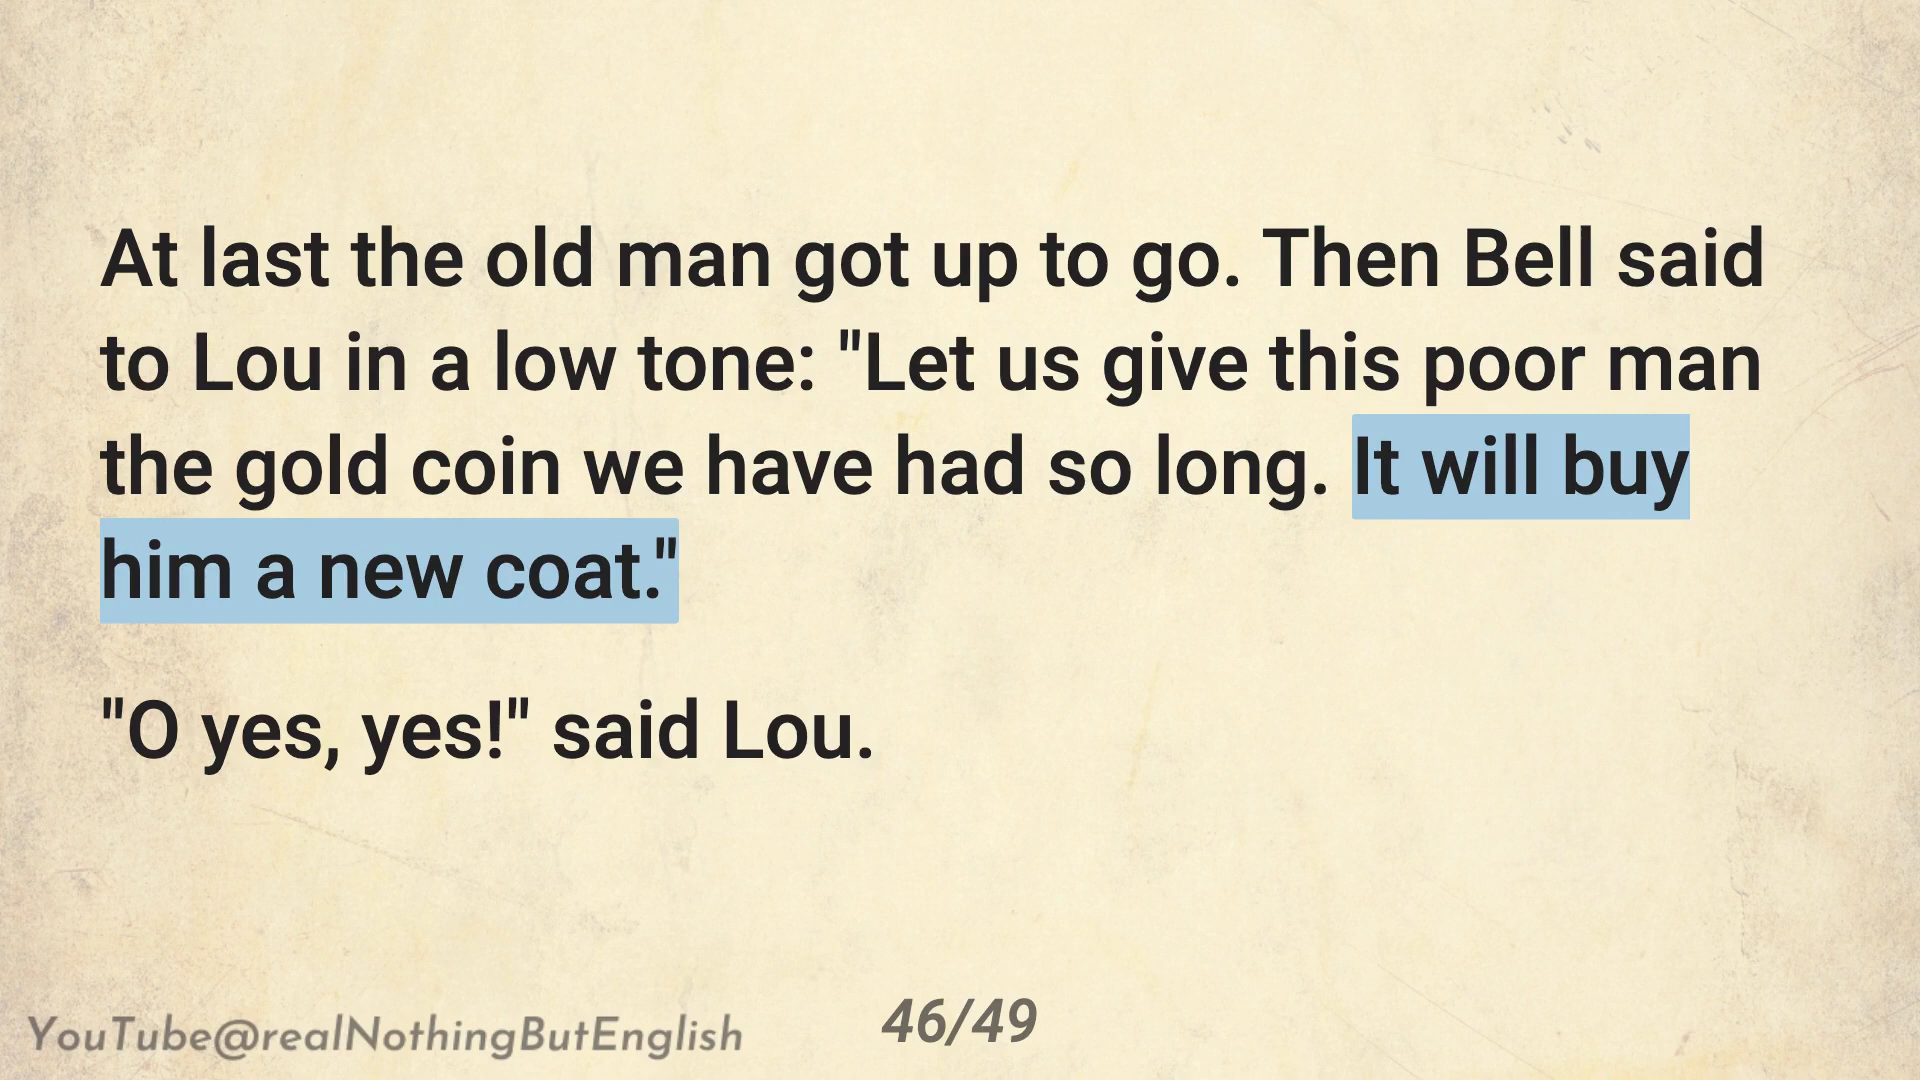 At last the old man got up to go. Then Bell said
to Lou in a low tone: "Let us give this poor man
the gold coin we have had so long. It will buy
him a new coat."
"O yes, yes!" said Lou.
YouTube@realNothingButEnglish
46/49